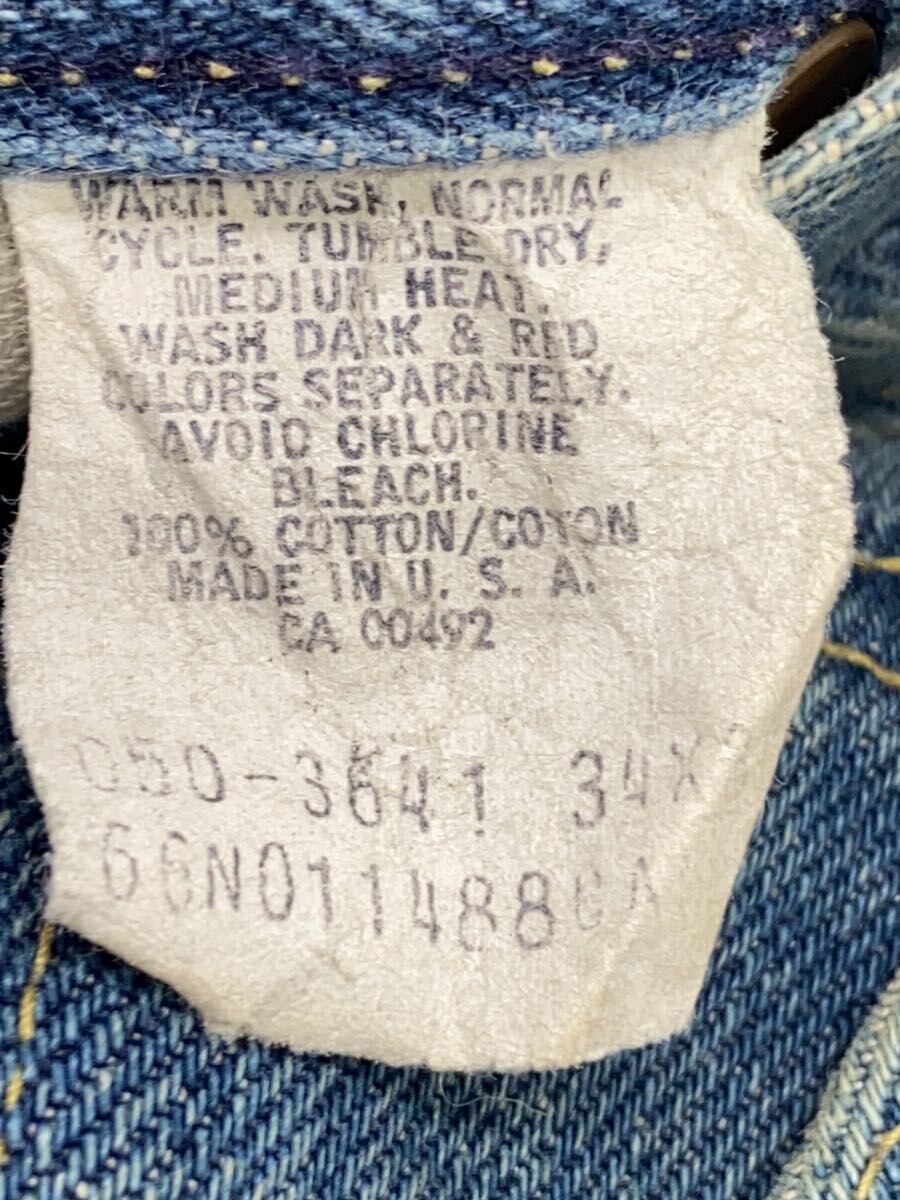 WARM WASH, NORMAL
CYCLE. TUMBLE DRY,
MEDIUM HEAT.
WASH DARK & RED
COLORS SEPARATELY.
AVOID CHLORINE
BLEACH.
100% COTTON/COTON
MADE IN U. S. A.
CA 00492
050-3641 34X
66N011488CA